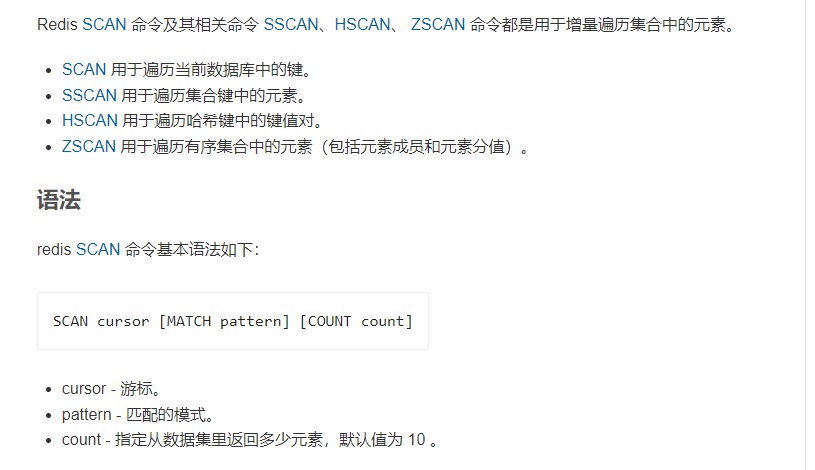 Redis SCAN 命令及其相关命令 SSCAN、HSCAN、 ZSCAN 命令都是用于增量遍历集合中的元素。
SCAN 用于遍历当前数据库中的键。
SSCAN 用于遍历集合键中的元素。
HSCAN 用于遍历哈希键中的键值对。
ZSCAN 用于遍历有序集合中的元素（包括元素成员和元素分值）。
语法
redis SCAN 命令基本语法如下：
SCAN cursor [MATCH pattern] [COUNT count]
cursor - 游标。
pattern - 匹配的模式。
count - 指定从数据集里返回多少元素，默认值为 10 。